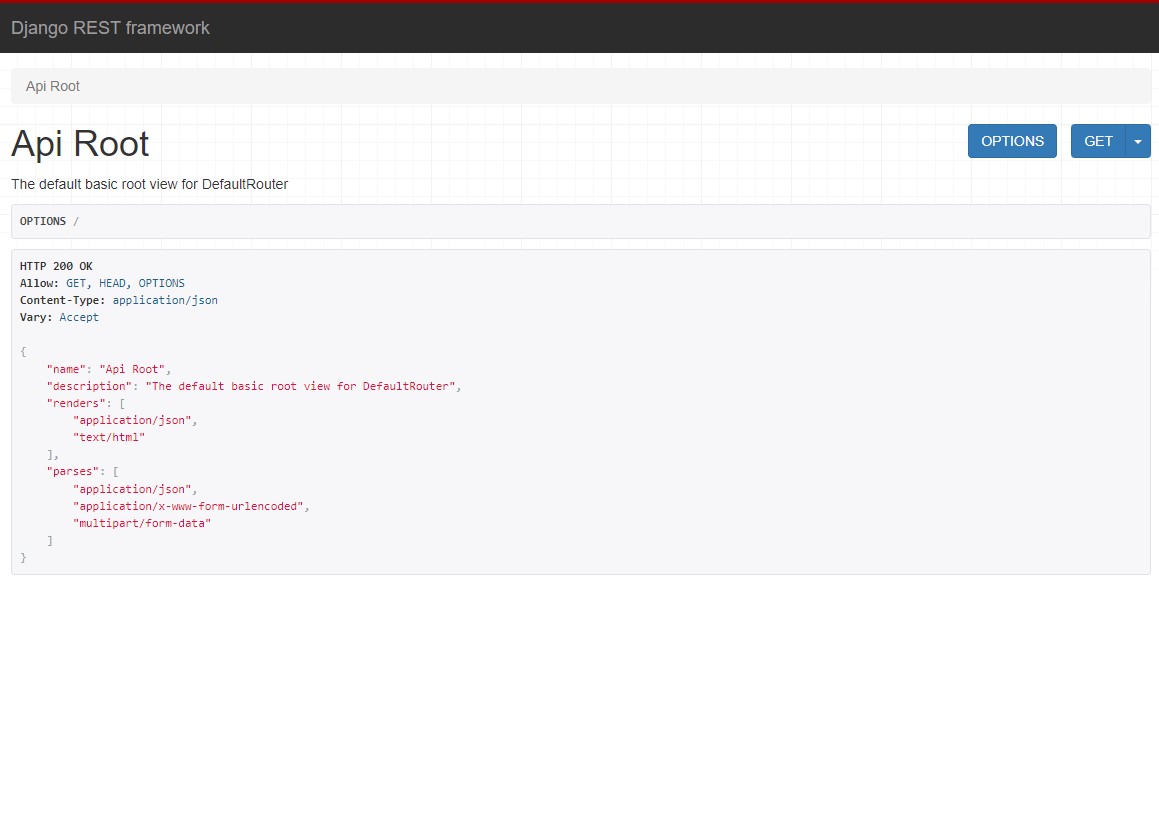 Django REST framework
Api Root
Api Root
OPTIONS
GET
The default basic root view for DefaultRouter
OPTIONS /
HTTP 200 OK
Allow: GET, HEAD, OPTIONS
Content-Type: application/json
Vary: Accept
{
    "name": "Api Root",
    "description": "The default basic root view for DefaultRouter",
    "renders": [
        "application/json",
        "text/html"
    ],
    "parses": [
        "application/json",
        "application/x-www-form-urlencoded",
        "multipart/form-data"
    ]
}